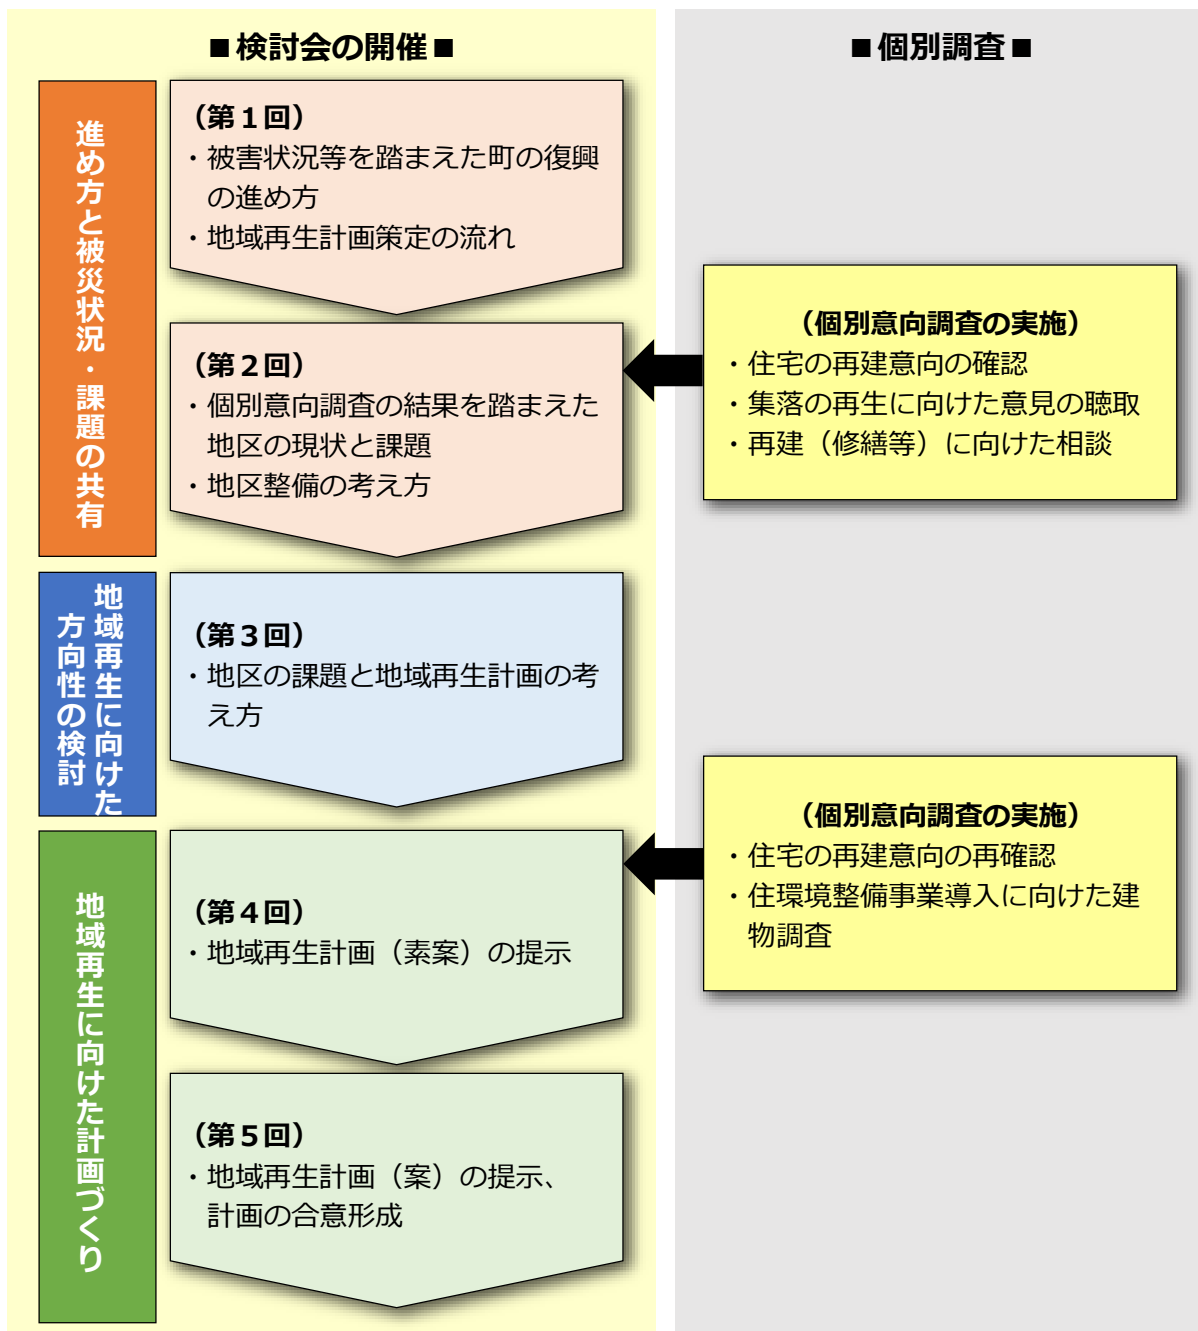 ■検討会の開催■
進め方と被災状況・課題の共有
（第１回）
・被害状況等を踏まえた町の復興
の進め方
・地域再生計画策定の流れ
（第２回）
・個別意向調査の結果を踏まえた
地区の現状と課題
・地区整備の考え方
地域再生に向けた
方向性の検討
（第３回）
・地区の課題と地域再生計画の考
え方
地域再生に向けた計画づくり
（第４回）
・地域再生計画（素案）の提示
（第５回）
・地域再生計画（案）の提示、
計画の合意形成
■個別調査■
（個別意向調査の実施）
・住宅の再建意向の確認
・集落の再生に向けた意見の聴取
・再建（修繕等）に向けた相談
（個別意向調査の実施）
・住宅の再建意向の再確認
・住環境整備事業導入に向けた建
物調査